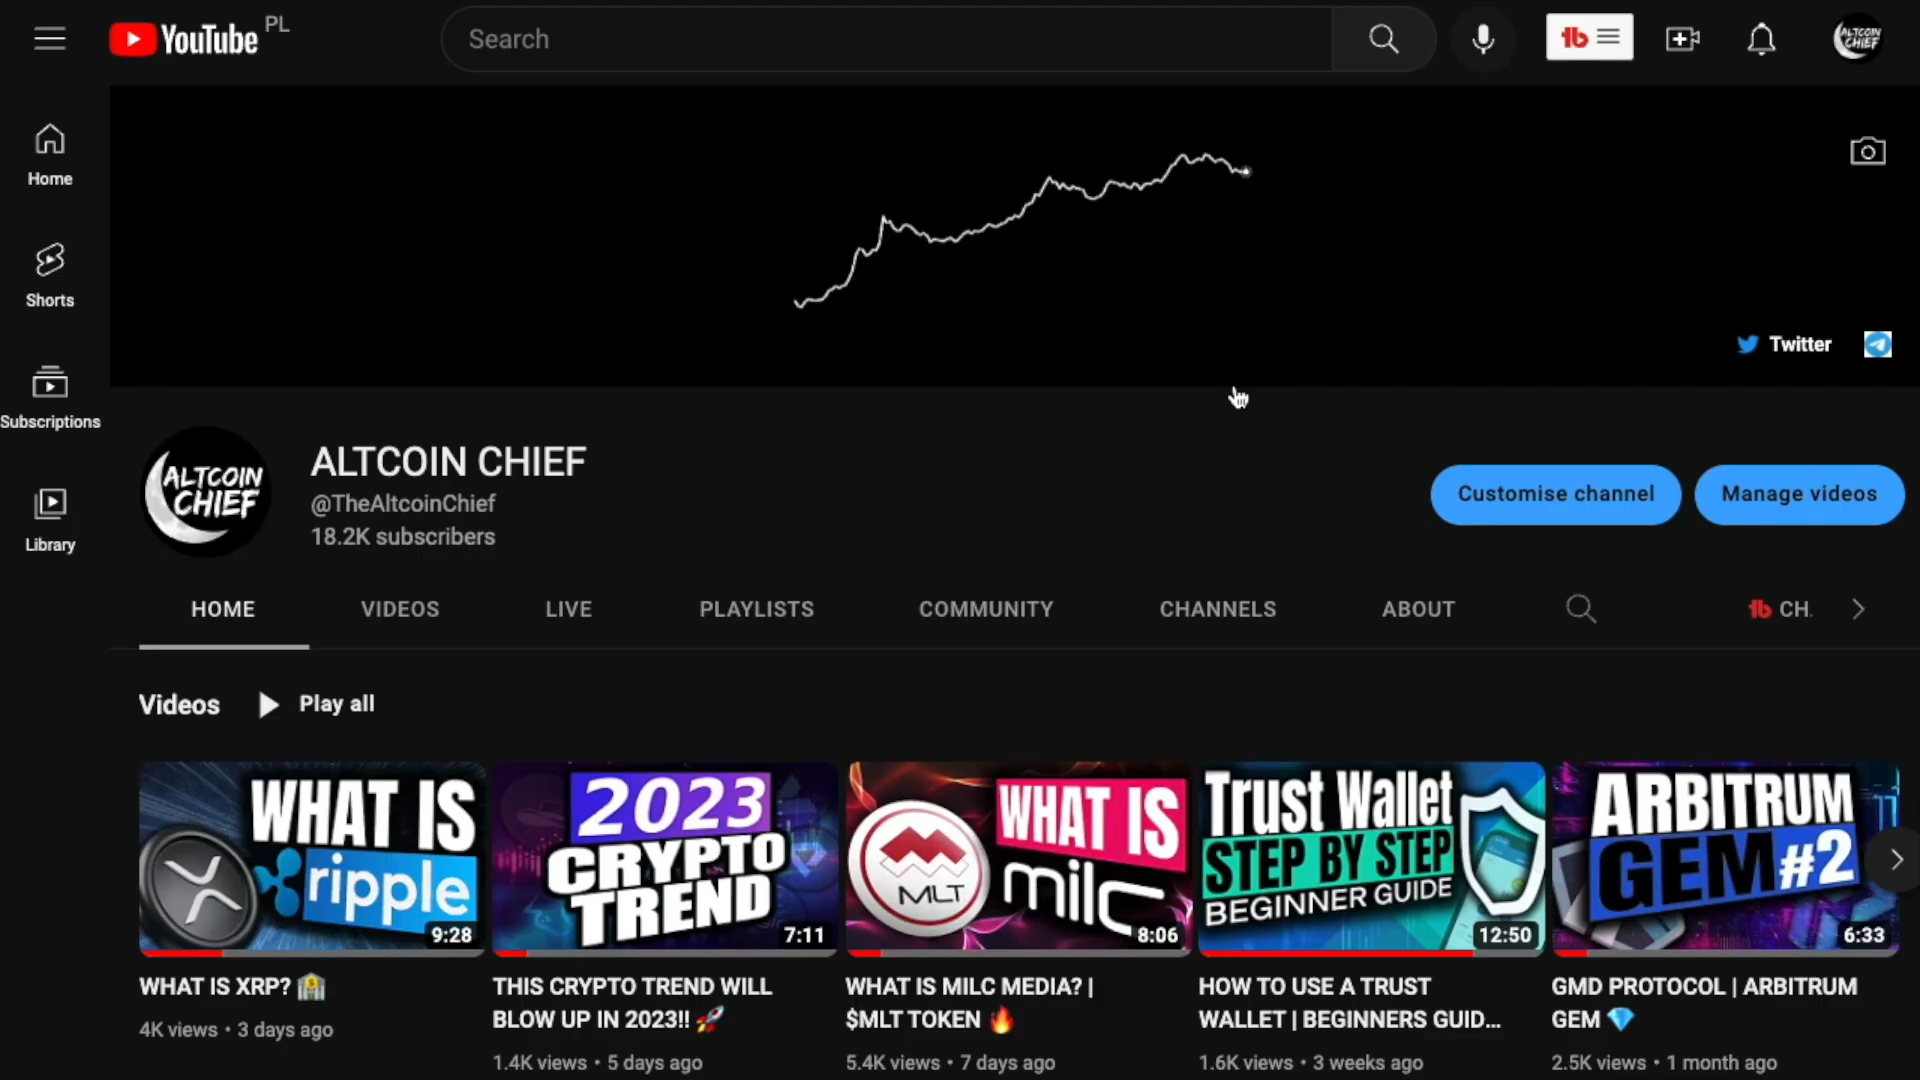 YouTube PL
Search
ALTCOIN CHIEF
Home
Shorts
Subscriptions
Library
Twitter
ALTCOIN CHIEF
ALTCOIN CHIEF
@TheAltcoinChief
18.2K subscribers
Customise channel
Manage videos
HOME
VIDEOS
LIVE
PLAYLISTS
COMMUNITY
CHANNELS
ABOUT
CH.
Videos
Play all
WHAT IS
ripple
9:28
2023
CRYPTO
TREND
7:11
WHAT IS
MLT
milc
8:06
Trust Wallet
STEP BY STEP
BEGINNER GUIDE
12:50
ARBITRUM
GEM #2
6:33
WHAT IS XRP? 🏦
4K views • 3 days ago
THIS CRYPTO TREND WILL
BLOW UP IN 2023!! 🚀
1.4K views • 5 days ago
WHAT IS MILC MEDIA? |
$MLT TOKEN 🔥
5.4K views • 7 days ago
HOW TO USE A TRUST
WALLET | BEGINNERS GUID...
1.6K views • 3 weeks ago
GMD PROTOCOL | ARBITRUM
GEM 💎
2.5K views • 1 month ago